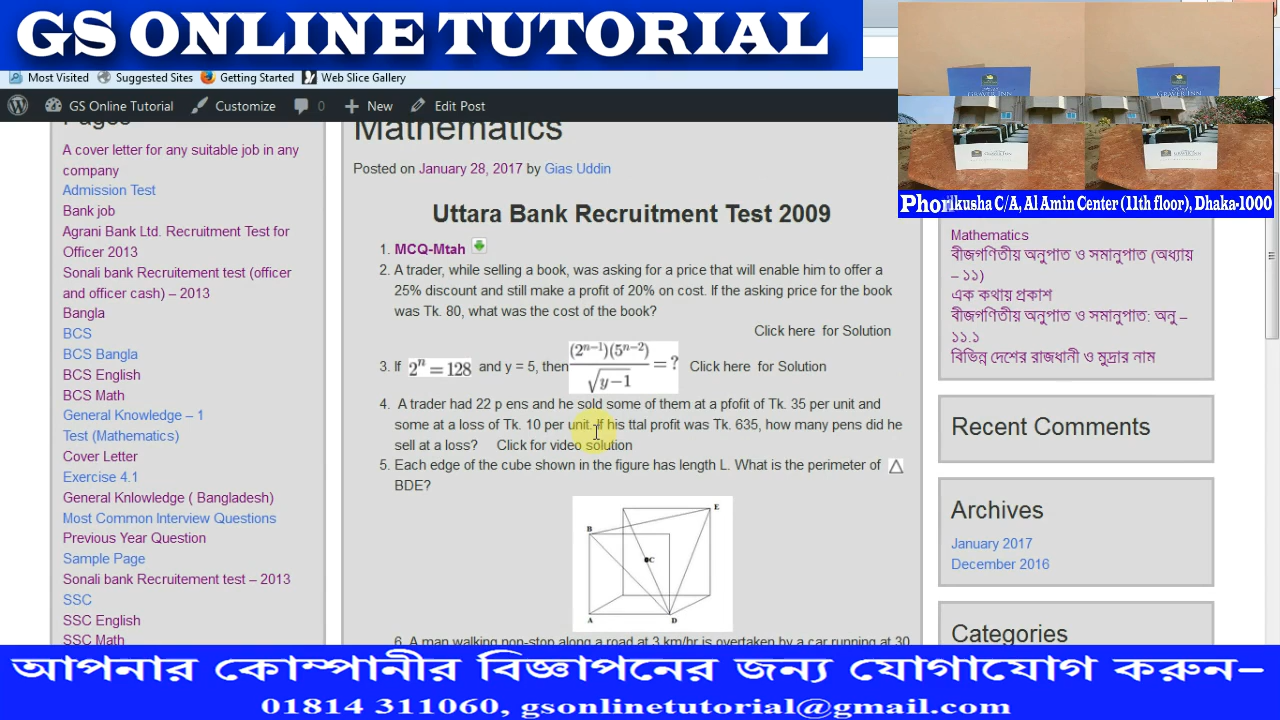 GS ONLINE TUTORIAL
Most Visited Suggested Sites Getting Started Web Slice Gallery
GS Online Tutorial Customize 0 New Edit Post
Pages
A cover letter for any suitable job in any
company
Admission Test
Bank job
Agrani Bank Ltd. Recruitment Test for
Officer 2013
Sonali bank Recruitement test (officer
and officer cash) – 2013
Bangla
BCS
BCS Bangla
BCS English
BCS Math
General Knowledge – 1
Test (Mathematics)
Cover Letter
Exercise 4.1
General Knlowledge ( Bangladesh)
Most Common Interview Questions
Previous Year Question
Sample Page
Sonali bank Recruitement test – 2013
SSC
SSC English
SSC Math
Mathematics
Posted on January 28, 2017 by Gias Uddin
Uttara Bank Recruitment Test 2009
1. MCQ-Mtah
2. A trader, while selling a book, was asking for a price that will enable him to offer a
25% discount and still make a profit of 20% on cost. If the asking price for the book
was Tk. 80, what was the cost of the book?
Click here for Solution
3. If 2^n = 128 and y = 5, then (2^{n-1})(5^{n-2}) / √(y-1) = ? Click here for Solution
4. A trader had 22 p ens and he sold some of them at a pfofit of Tk. 35 per unit and
some at a loss of Tk. 10 per unit. If his ttal profit was Tk. 635, how many pens did he
sell at a loss? Click for video solution
5. Each edge of the cube shown in the figure has length L. What is the perimeter of △
BDE?
B E
C
A D
6. A man walking non-stop along a road at 3 km/hr is overtaken by a car running at 30
GRAVER INN GRAVER INN
Phon ikusha C/A, Al Amin Center (11th floor), Dhaka-1000
Mathematics
বীজগণিতীয় অনুপাত ও সমানুপাত (অধ্যায়
– ১১)
এক কথায় প্রকাশ
বীজগণিতীয় অনুপাত ও সমানুপাত: অনু –
১১.১
বিভিন্ন দেশের রাজধানী ও মুদ্রার নাম
Recent Comments
Archives
January 2017
December 2016
Categories
আপনার কোম্পানীর বিজ্ঞাপনের জন্য যোগাযোগ করুন–
01814 311060, gsonlinetutorial@gmail.com